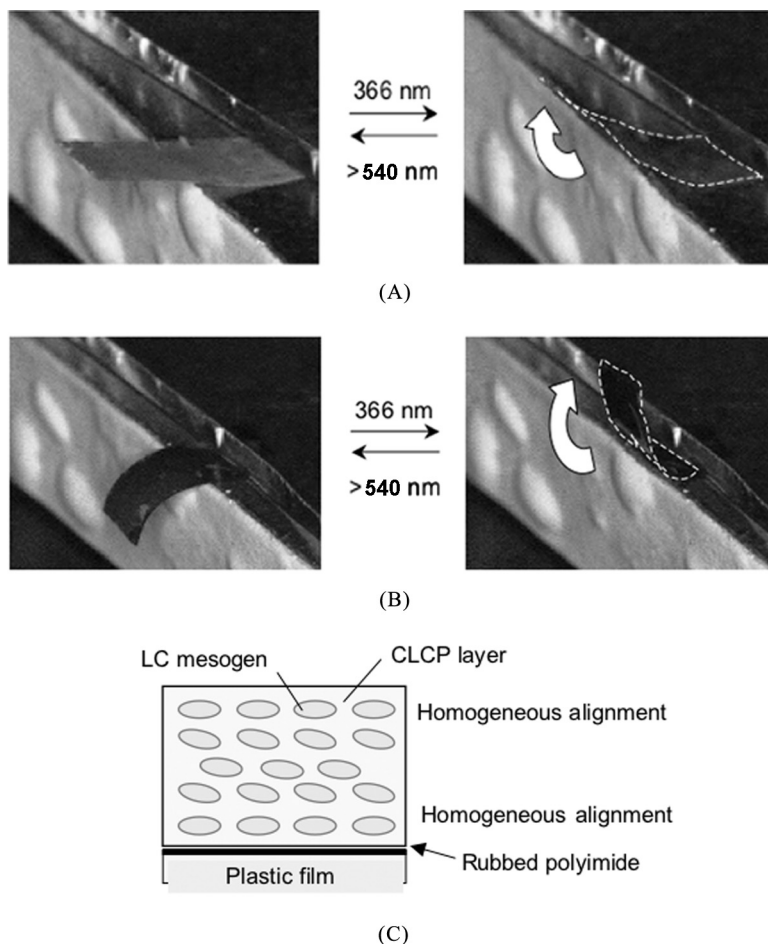 366 nm
>540 nm
(A)
366 nm
>540 nm
(B)
LC mesogen
CLCP layer
Homogeneous alignment
Homogeneous alignment
Rubbed polyimide
Plastic film
(C)